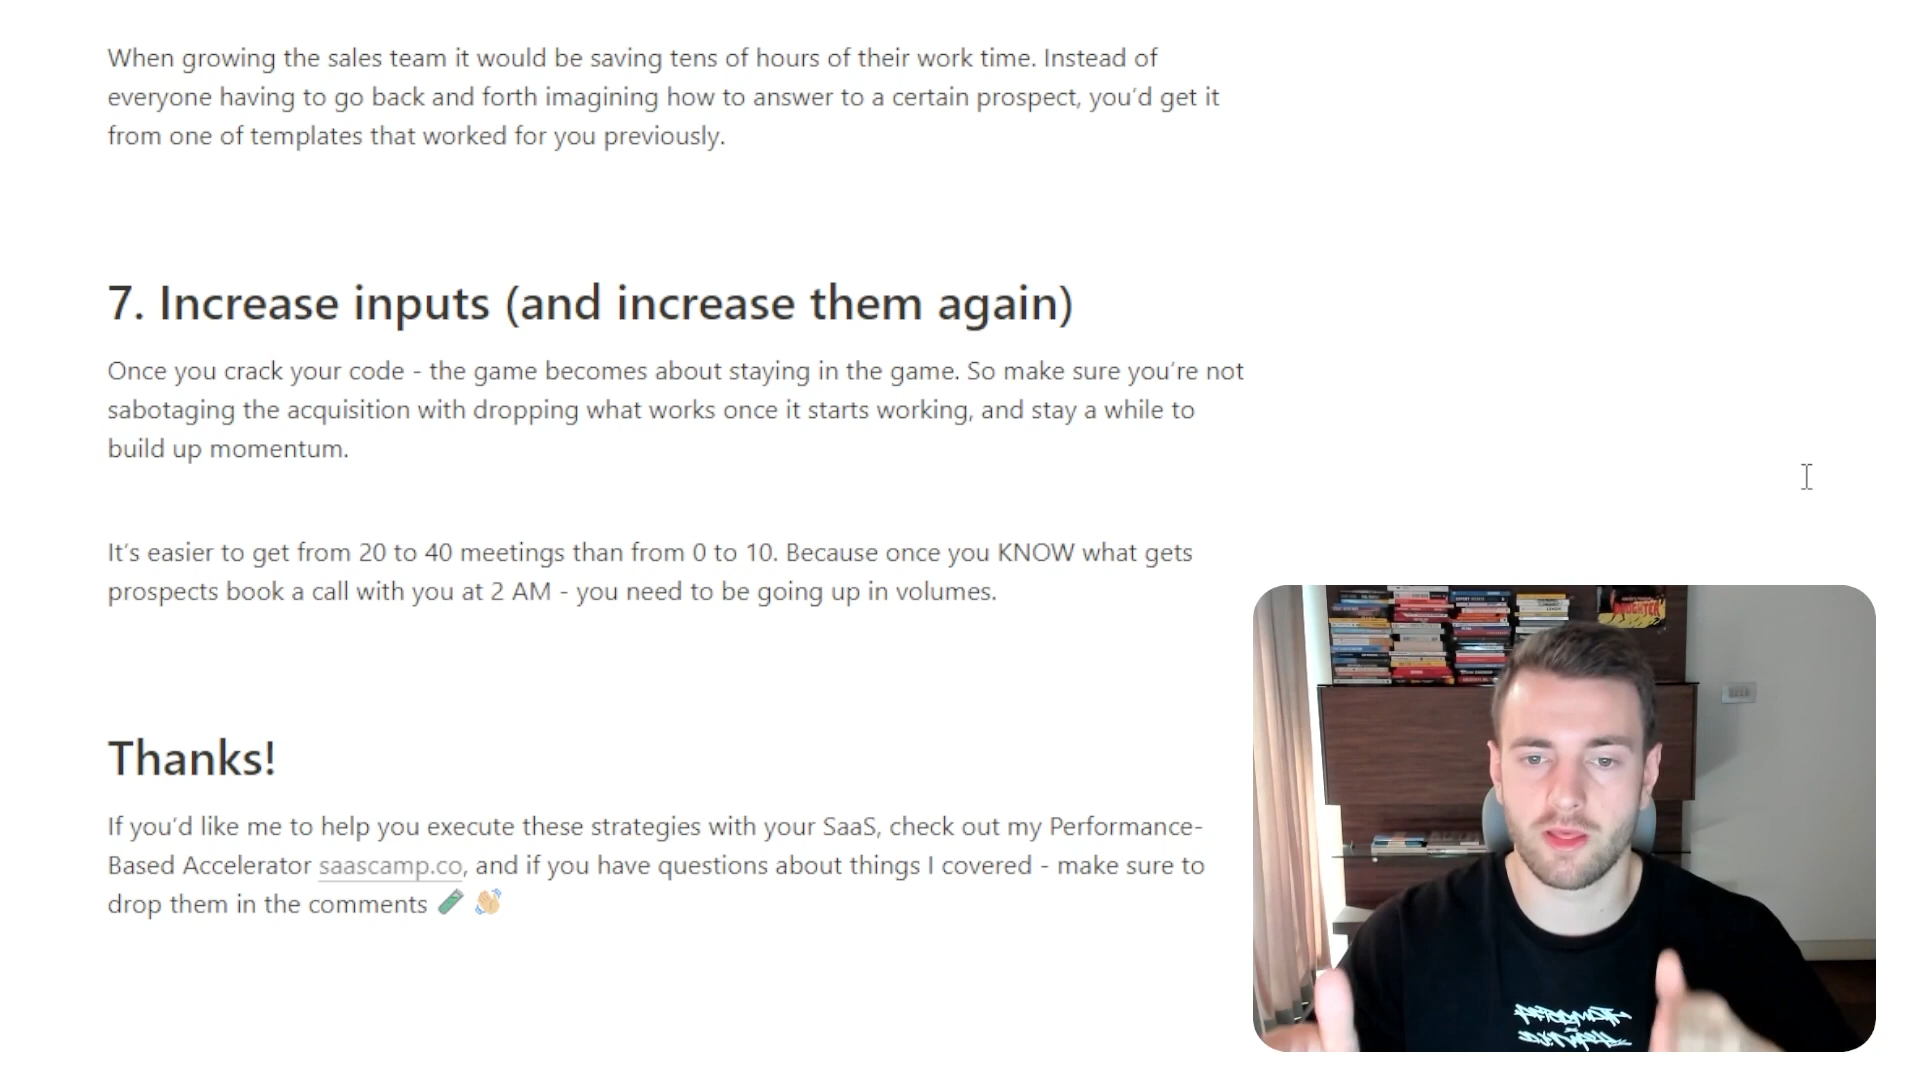 When growing the sales team it would be saving tens of hours of their work time. Instead of
everyone having to go back and forth imagining how to answer to a certain prospect, you'd get it
from one of templates that worked for you previously.
7. Increase inputs (and increase them again)
Once you crack your code - the game becomes about staying in the game. So make sure you're not
sabotaging the acquisition with dropping what works once it starts working, and stay a while to
build up momentum.
It's easier to get from 20 to 40 meetings than from 0 to 10. Because once you KNOW what gets
prospects book a call with you at 2 AM - you need to be going up in volumes.
Thanks!
If you'd like me to help you execute these strategies with your SaaS, check out my Performance-
Based Accelerator saascamp.co, and if you have questions about things I covered - make sure to
drop them in the comments